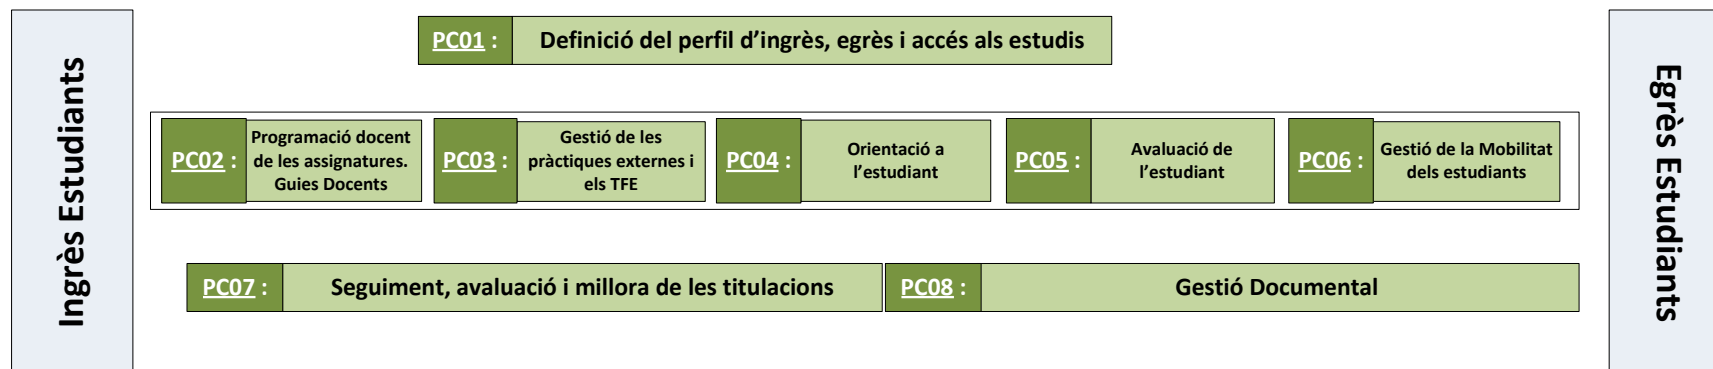 Ingrès Estudiants
PC01 :
Definició del perfil d’ingrès, egrès i accés als estudis
PC02 :
Programació docent
de les assignatures.
Guies Docents
PC03 :
Gestió de les
pràctiques externes i
els TFE
PC04 :
Orientació a
l’estudiant
PC05 :
Avaluació de
l’estudiant
PC06 :
Gestió de la Mobilitat
dels estudiants
PC07 :
Seguiment, avaluació i millora de les titulacions
PC08 :
Gestió Documental
Egrès Estudiants